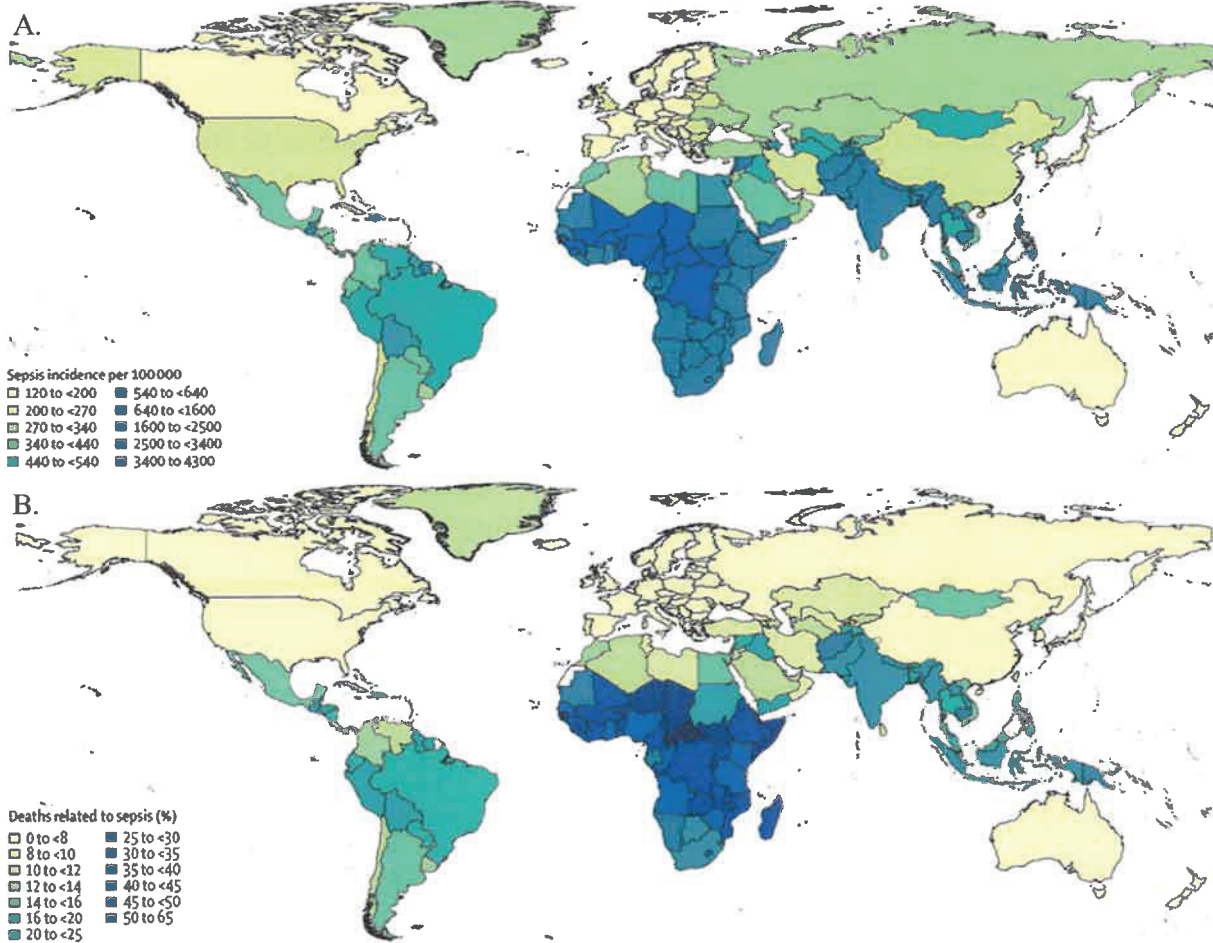 A.
Sepsis incidence per 100 000
120 to <200
200 to <270
270 to <340
340 to <440
440 to <540
540 to <640
640 to <1600
1600 to <2500
2500 to <3400
3400 to 4300
B.
Deaths related to sepsis (%)
0 to <8
8 to <10
10 to <12
12 to <14
14 to <16
16 to <20
20 to <25
25 to <30
30 to <35
35 to <40
40 to <45
45 to <50
50 to 65